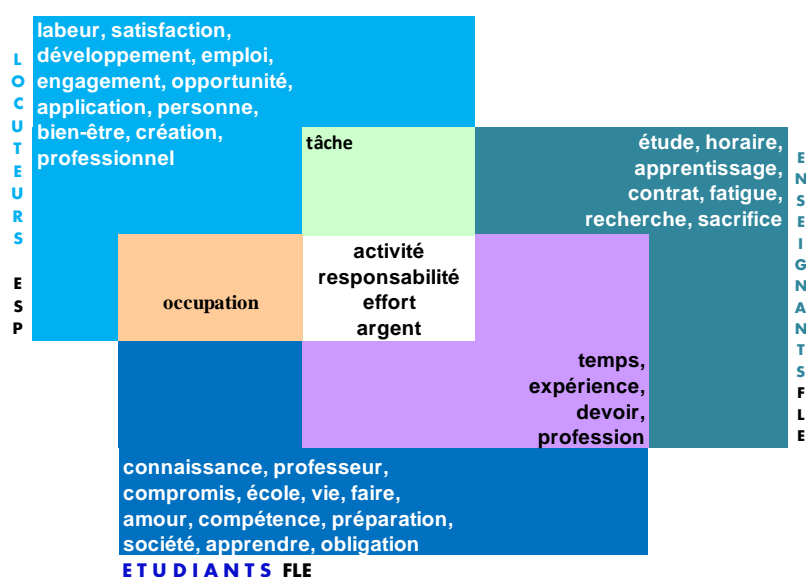 labeur, satisfaction,
développement, emploi,
engagement, opportunité,
application, personne,
bien-être, création,
professionnel
LOCUTEURS ESP
tâche
étude, horaire,
apprentissage,
contrat, fatigue,
recherche, sacrifice
ENSEIGNANTS FLE
occupation
activité
responsabilité
effort
argent
temps,
expérience,
devoir,
profession
connaissance, professeur,
compromis, école, vie, faire,
amour, compétence, préparation,
société, apprendre, obligation
ETUDIANTS FLE